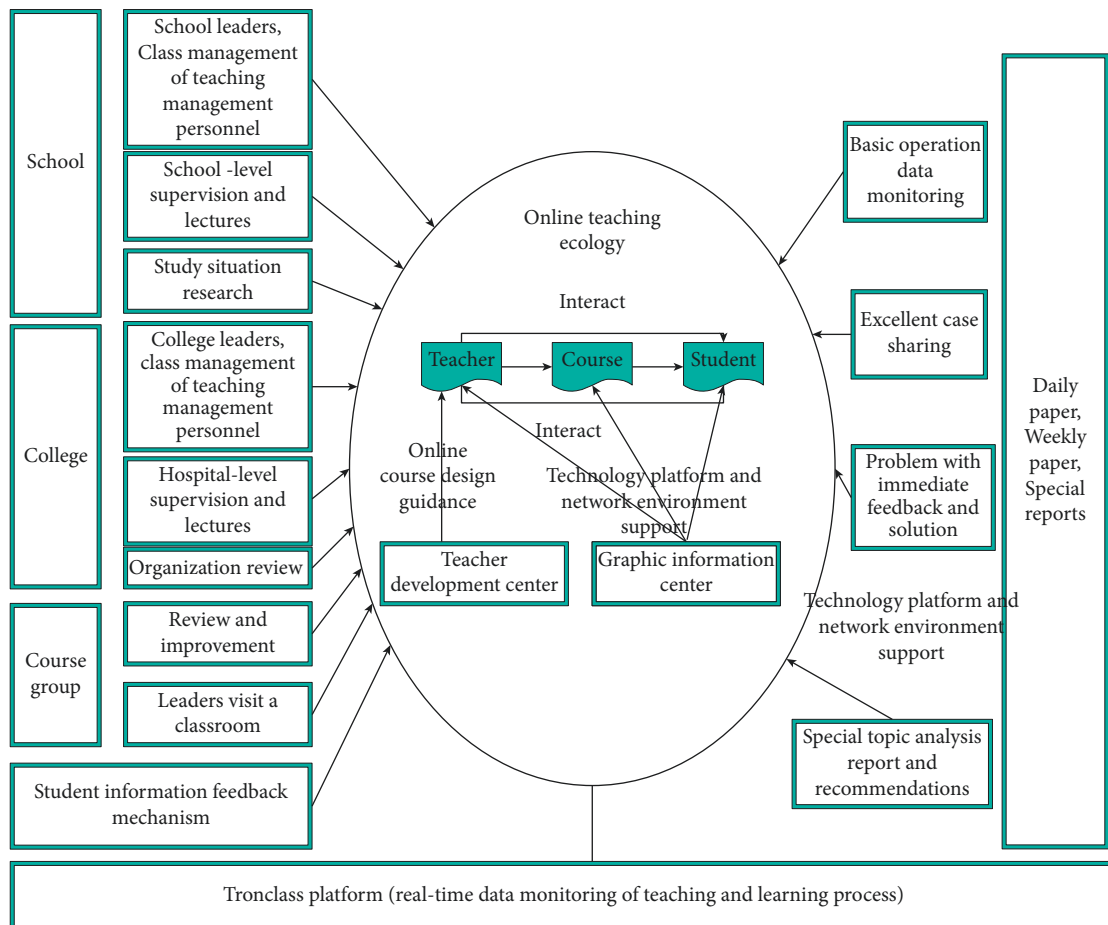 School
School leaders,
Class management
of teaching
management
personnel
School -level
supervision and
lectures
Study situation
research
College
College leaders,
class management
of teaching
management
personnel
Hospital-level
supervision and
lectures
Organization review
Course
group
Review and
improvement
Leaders visit a
classroom
Student information feedback
mechanism
Online teaching
ecology
Interact
Teacher
Course
Student
Interact
Online
course design
guidance
Technology platform and
network environment
support
Teacher
development center
Graphic information
center
Basic operation
data
monitoring
Excellent case
sharing
Problem with
immediate
feedback and
solution
Technology platform and
network environment
support
Special topic analysis
report and
recommendations
Daily
paper,
Weekly
paper,
Special
reports
Tronclass platform (real-time data monitoring of teaching and learning process)